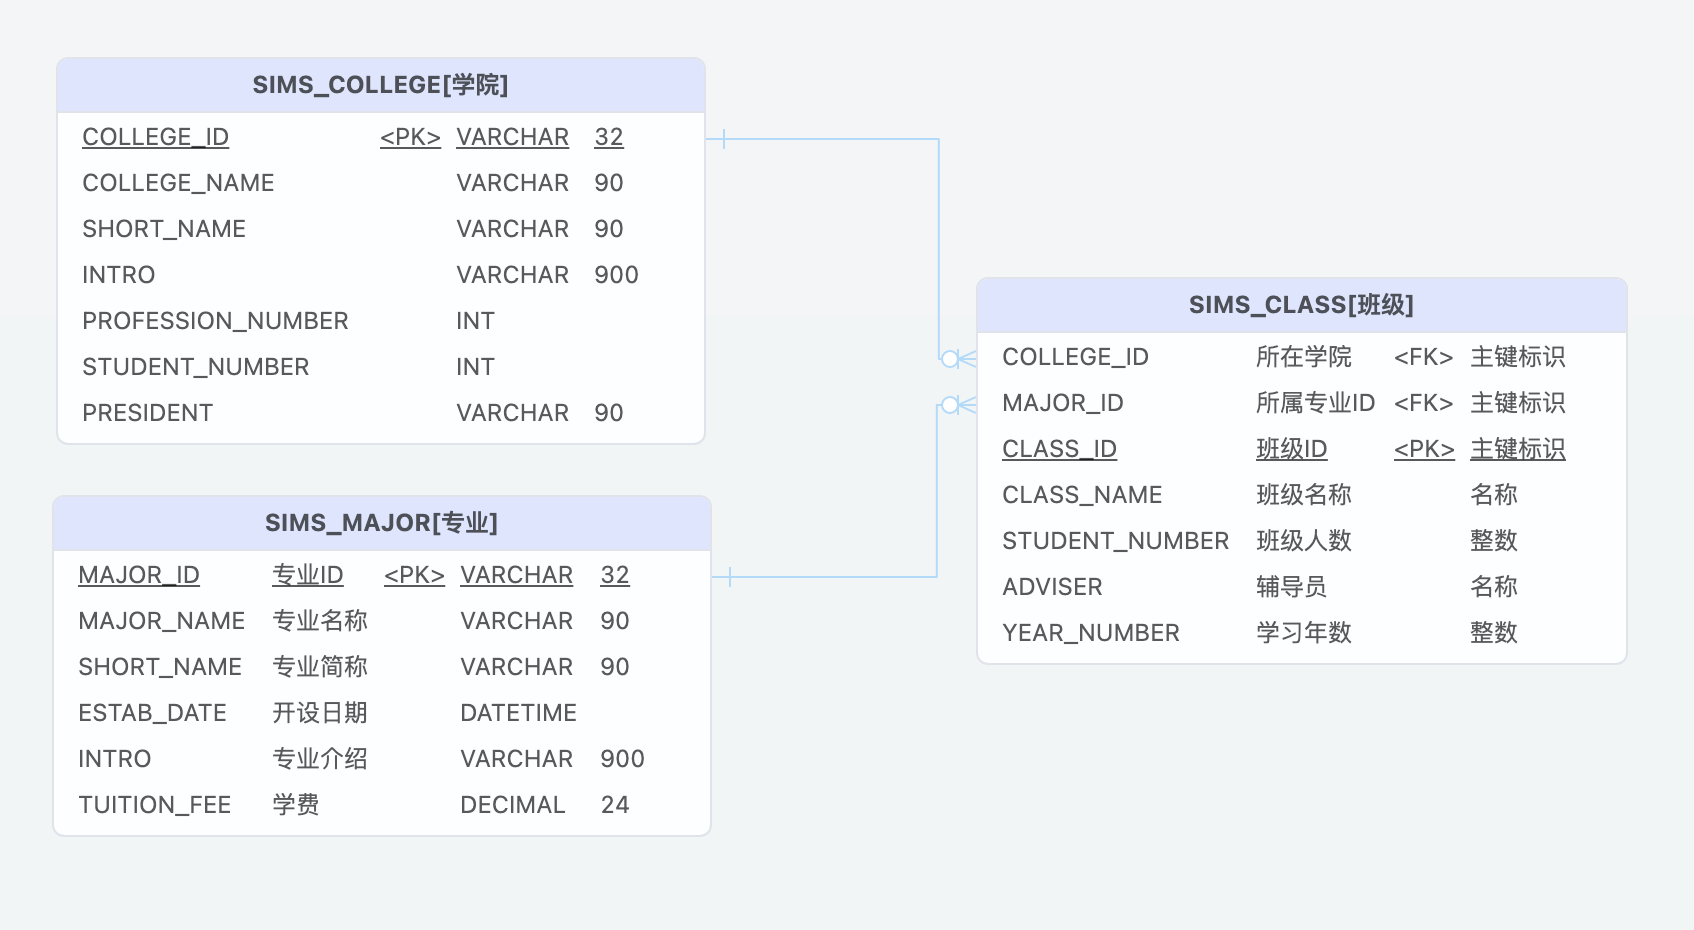 SIMS_COLLEGE[学院]
COLLEGE_ID <PK> VARCHAR 32
COLLEGE_NAME VARCHAR 90
SHORT_NAME VARCHAR 90
INTRO VARCHAR 900
PROFESSION_NUMBER INT
STUDENT_NUMBER INT
PRESIDENT VARCHAR 90
SIMS_MAJOR[专业]
MAJOR_ID 专业ID <PK> VARCHAR 32
MAJOR_NAME 专业名称 VARCHAR 90
SHORT_NAME 专业简称 VARCHAR 90
ESTAB_DATE 开设日期 DATETIME
INTRO 专业介绍 VARCHAR 900
TUITION_FEE 学费 DECIMAL 24
SIMS_CLASS[班级]
COLLEGE_ID 所在学院 <FK> 主键标识
MAJOR_ID 所属专业ID <FK> 主键标识
CLASS_ID 班级ID <PK> 主键标识
CLASS_NAME 班级名称 名称
STUDENT_NUMBER 班级人数 整数
ADVISER 辅导员 名称
YEAR_NUMBER 学习年数 整数